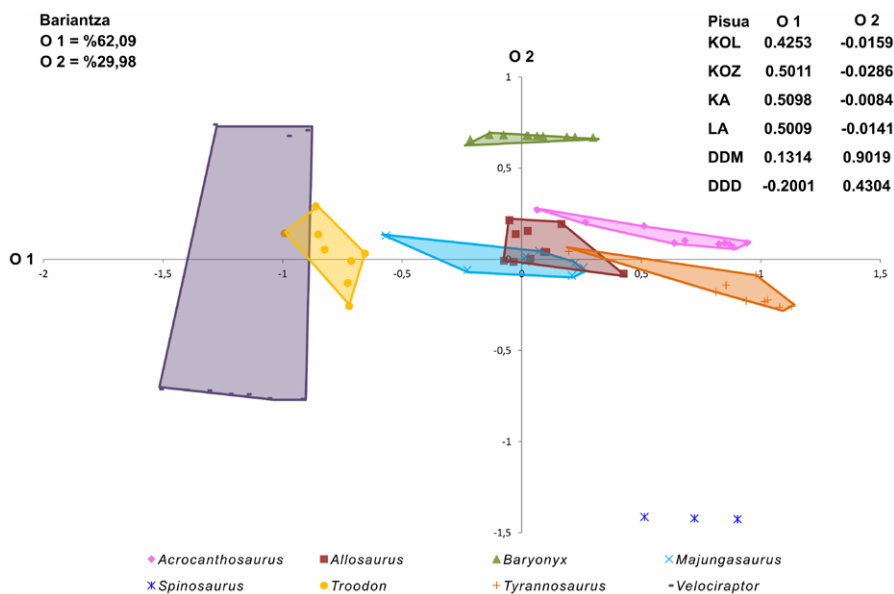 Bariantza
O 1 = %62,09
O 2 = %29,98
Pisua O 1 O 2
KOL 0.4253 -0.0159
KOZ 0.5011 -0.0286
KA 0.5098 -0.0084
LA 0.5009 -0.0141
DDM 0.1314 0.9019
DDD -0.2001 0.4304
O 2
1
0,5
O 1
-2 -1,5 -1 -0,5 0 0,5 1 1,5
-0,5
-1
-1,5
Acrocanthosaurus Allosaurus Baryonyx Majungasaurus
Spinosaurus Troodon Tyrannosaurus Velociraptor